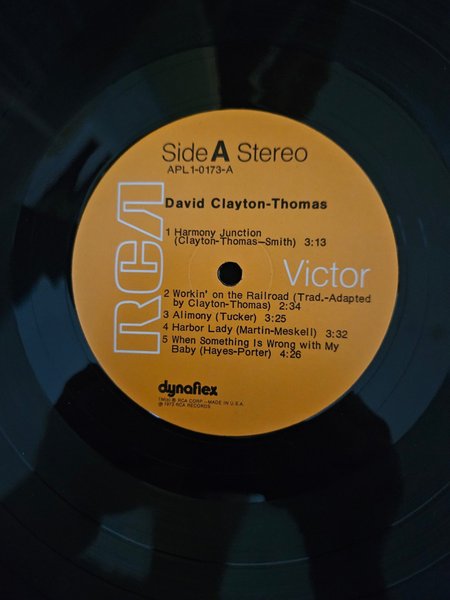 Side A Stereo
APL1-0173-A
RCA
David Clayton-Thomas
1 Harmony Junction
(Clayton-Thomas—Smith) 3:13
Victor
2 Workin' on the Railroad (Trad.-Adapted
by Clayton-Thomas) 2:34
3 Alimony (Tucker) 3:25
4 Harbor Lady (Martin-Meskell) 3:32
5 When Something Is Wrong with My
Baby (Hayes-Porter) 4:26
dynaflex
RCA CORP.—MADE IN U.S.A.
℗ 1973 RCA RECORDS